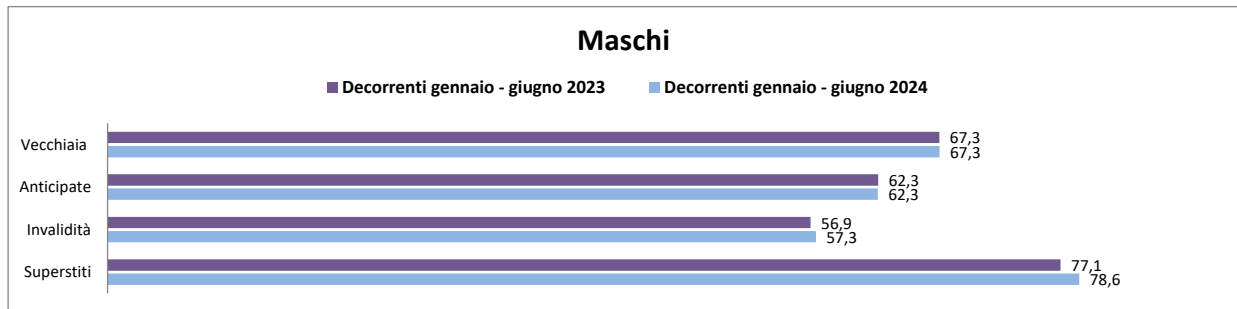 Maschi
Decorrenti gennaio - giugno 2023 Decorrenti gennaio - giugno 2024
Vecchiaia 67,3
67,3
Anticipate 62,3
62,3
Invalidità 56,9
57,3
Superstiti 77,1
78,6